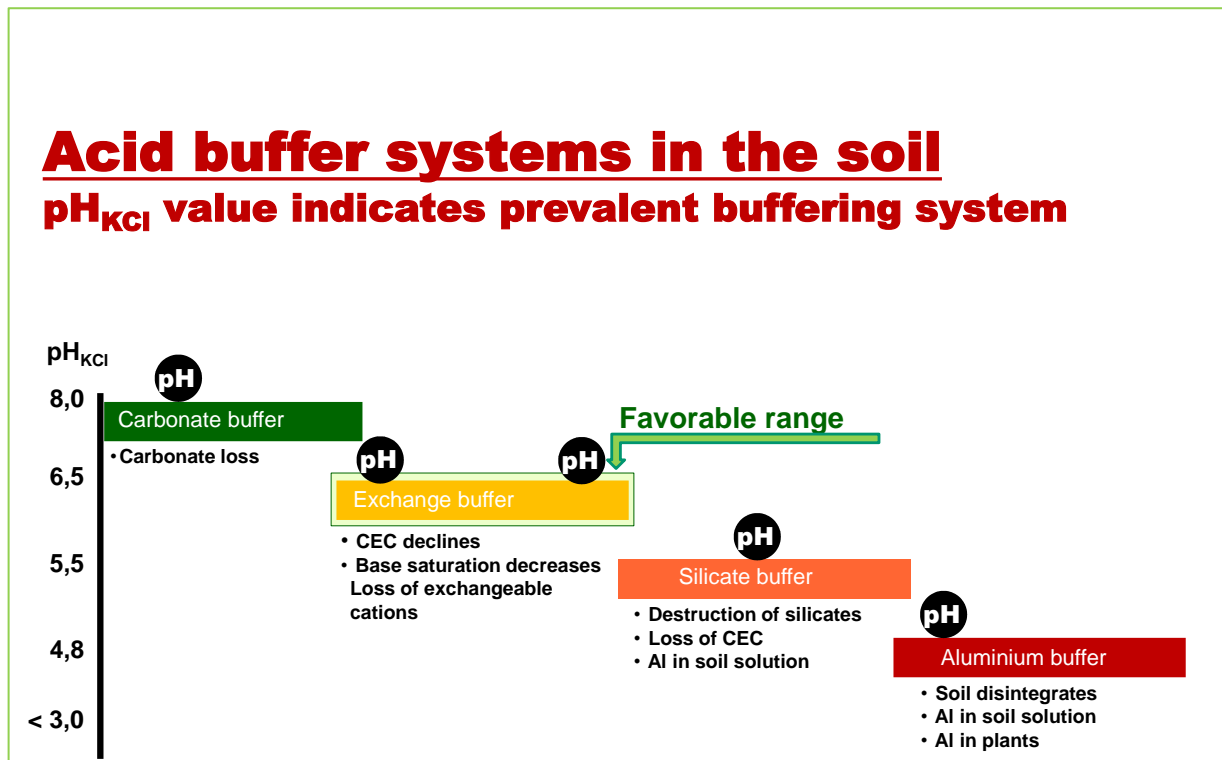 Acid buffer systems in the soil
pHKCl value indicates prevalent buffering system
pHKCl
8,0
6,5
5,5
4,8
< 3,0
pH
Carbonate buffer
• Carbonate loss
pH
pH
Favorable range
Exchange buffer
• CEC declines
• Base saturation decreases
Loss of exchangeable
cations
pH
Silicate buffer
• Destruction of silicates
• Loss of CEC
• Al in soil solution
pH
Aluminium buffer
• Soil disintegrates
• Al in soil solution
• Al in plants